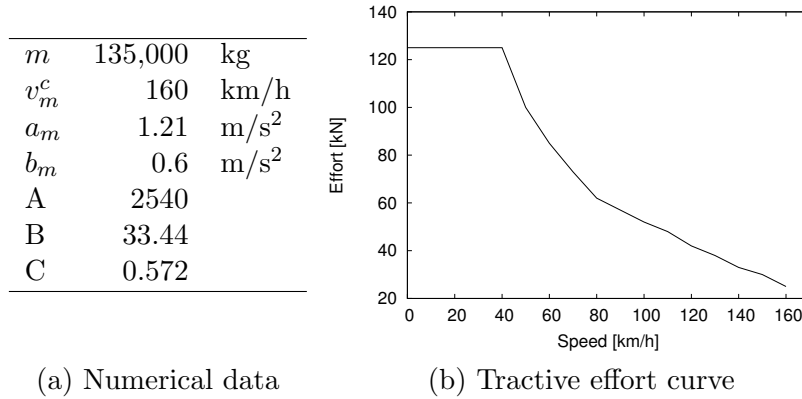 m 135,000 kg
v_m^c 160 km/h
a_m 1.21 m/s²
b_m 0.6 m/s²
A 2540
B 33.44
C 0.572
(a) Numerical data
140
120
100
80
60
40
20
Effort [kN]
0 20 40 60 80 100 120 140 160
Speed [km/h]
(b) Tractive effort curve